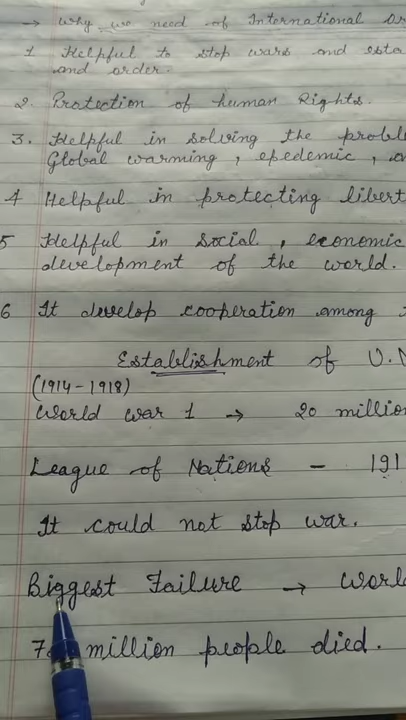 → Why we need of International Or
1 Helpful to stop wars and esta
and order.
2. Protection of human Rights.
3. Helpful in solving the proble
Global warming, epedemic,
4 Helpful in protecting libert
5 Helpful in social, economic
development of the world.
6 It develop cooperation among
Establishment of U.N
(1914-1918)
World war 1 → 20 million
League of Nations - 191
It could not stop war.
Biggest Failure → Worl
million people died.